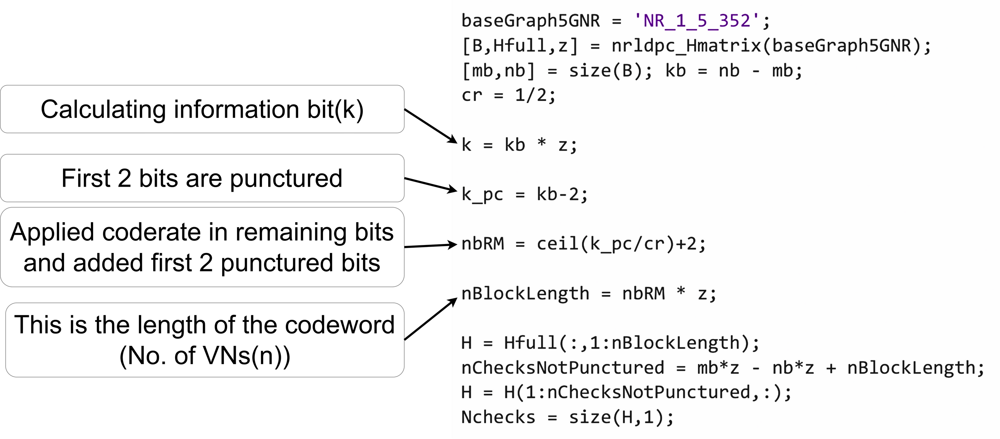 baseGraph5GNR = 'NR_1_5_352';
[B,Hfull,z] = nrldpc_Hmatrix(baseGraph5GNR);
[mb,nb] = size(B); kb = nb - mb;
cr = 1/2;
Calculating information bit(k)
k = kb * z;
First 2 bits are punctured
k_pc = kb-2;
Applied coderate in remaining bits
and added first 2 punctured bits
nbRM = ceil(k_pc/cr)+2;
nBlockLength = nbRM * z;
This is the length of the codeword
(No. of VNs(n))
H = Hfull(:,1:nBlockLength);
nChecksNotPunctured = mb*z - nb*z + nBlockLength;
H = H(1:nChecksNotPunctured,:);
Nchecks = size(H,1);